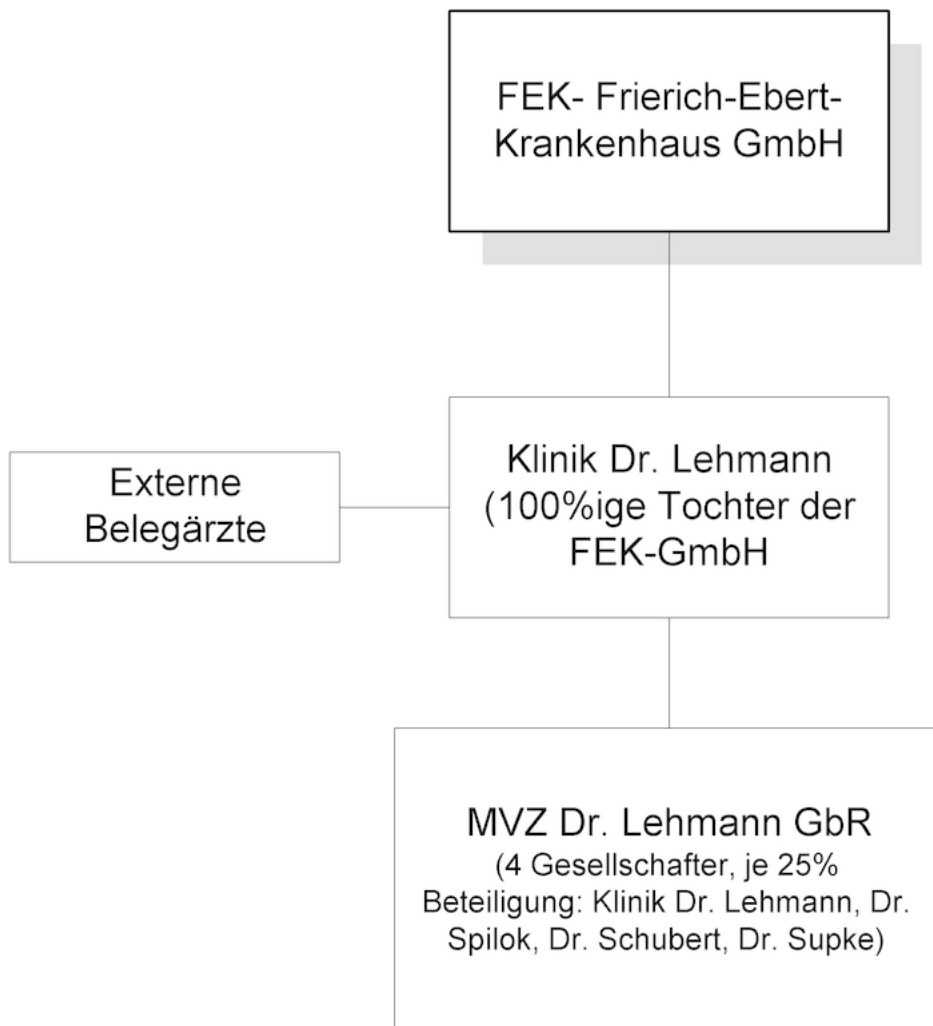 FEK- Frierich-Ebert-
Krankenhaus GmbH
Klinik Dr. Lehmann
(100%ige Tochter der
FEK-GmbH
Externe
Belegärzte
MVZ Dr. Lehmann GbR
(4 Gesellschafter, je 25%
Beteiligung: Klinik Dr. Lehmann, Dr.
Spilok, Dr. Schubert, Dr. Supke)